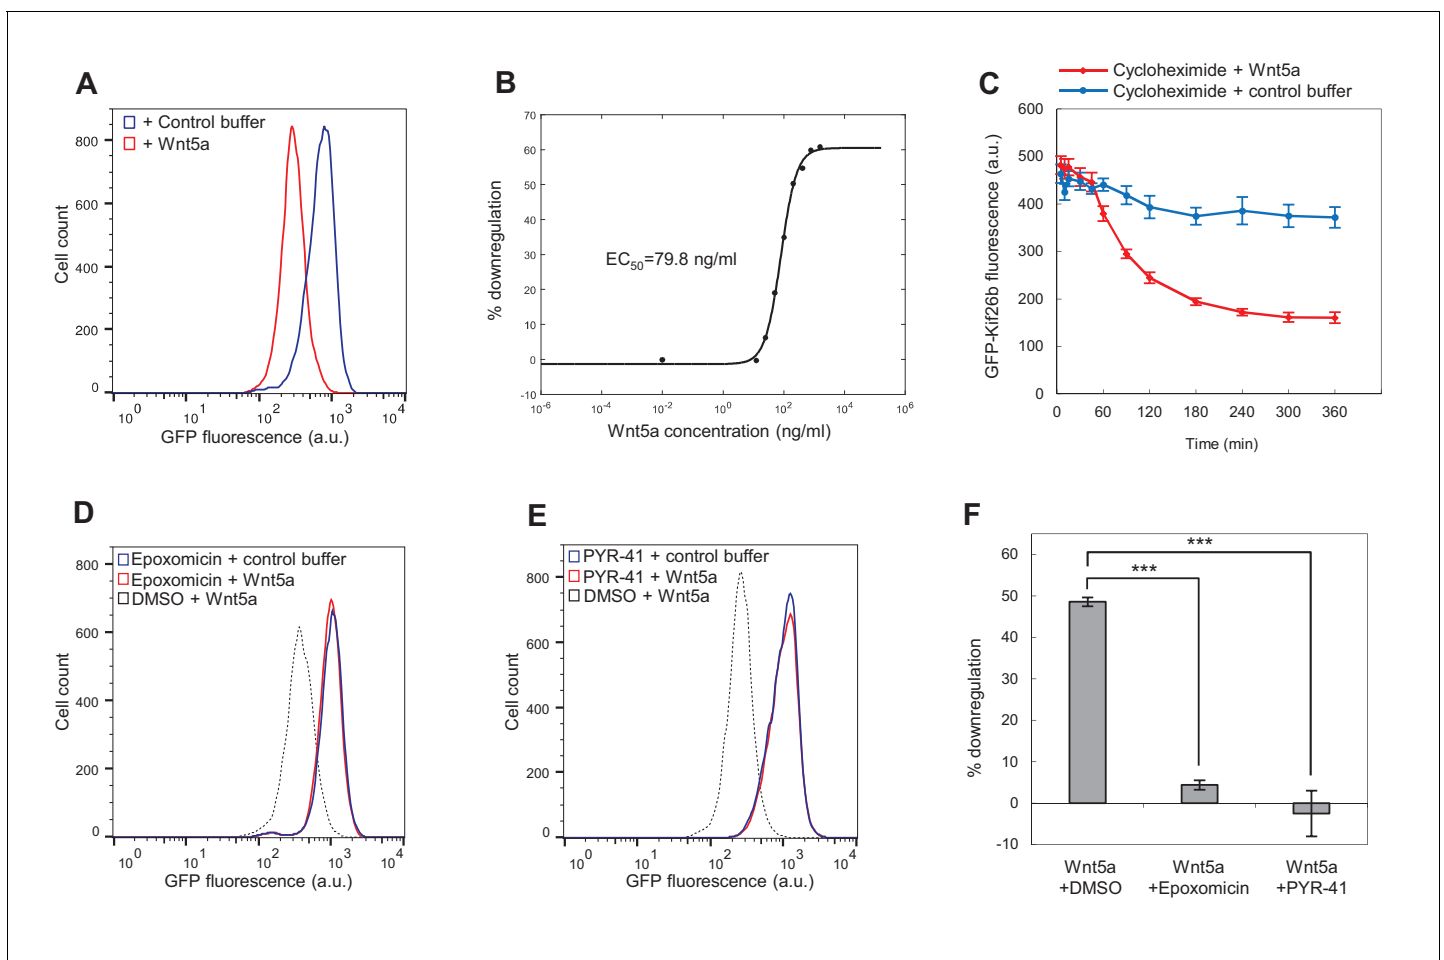 A
+ Control buffer
+ Wnt5a
Cell count
800
600
400
200
0
10^0 10^1 10^2 10^3 10^4
GFP fluorescence (a.u.)
B
% downregulation
70
60
50
40
30
20
10
0
-10
EC50=79.8 ng/ml
10^-6 10^-4 10^-2 10^0 10^2 10^4 10^6
Wnt5a concentration (ng/ml)
C
Cycloheximide + Wnt5a
Cycloheximide + control buffer
GFP-Kif26b fluorescence (a.u.)
600
500
400
300
200
100
0
0 60 120 180 240 300 360
Time (min)
D
Epoxomicin + control buffer
Epoxomicin + Wnt5a
DMSO + Wnt5a
Cell count
800
600
400
200
0
10^0 10^1 10^2 10^3 10^4
GFP fluorescence (a.u.)
E
PYR-41 + control buffer
PYR-41 + Wnt5a
DMSO + Wnt5a
Cell count
800
600
400
200
0
10^0 10^1 10^2 10^3 10^4
GFP fluorescence (a.u.)
F
% downregulation
60
50
40
30
20
10
0
-10
***
***
Wnt5a
+DMSO
Wnt5a
+Epoxomicin
Wnt5a
+PYR-41